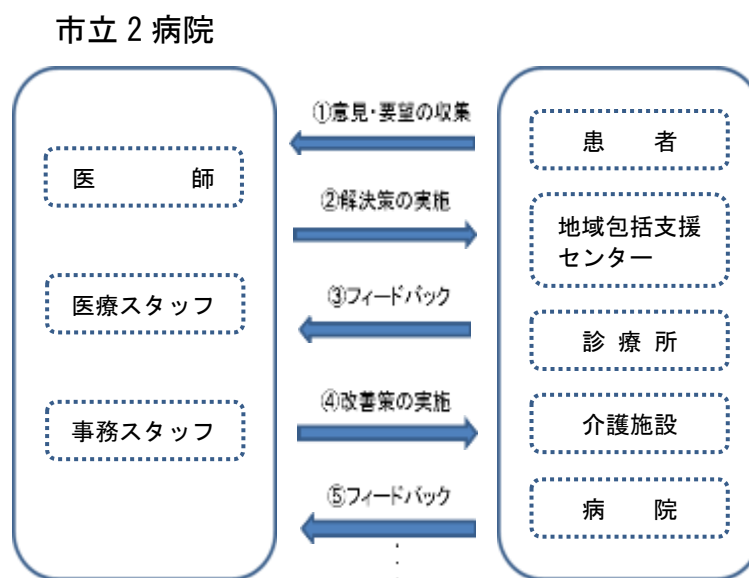 市立２病院
医　　　師
医療スタッフ
事務スタッフ
①意見・要望の収集
②解決策の実施
③フィードバック
④改善策の実施
⑤フィードバック
患　　者
地域包括支援
センター
診 療 所
介護施設
病　　院